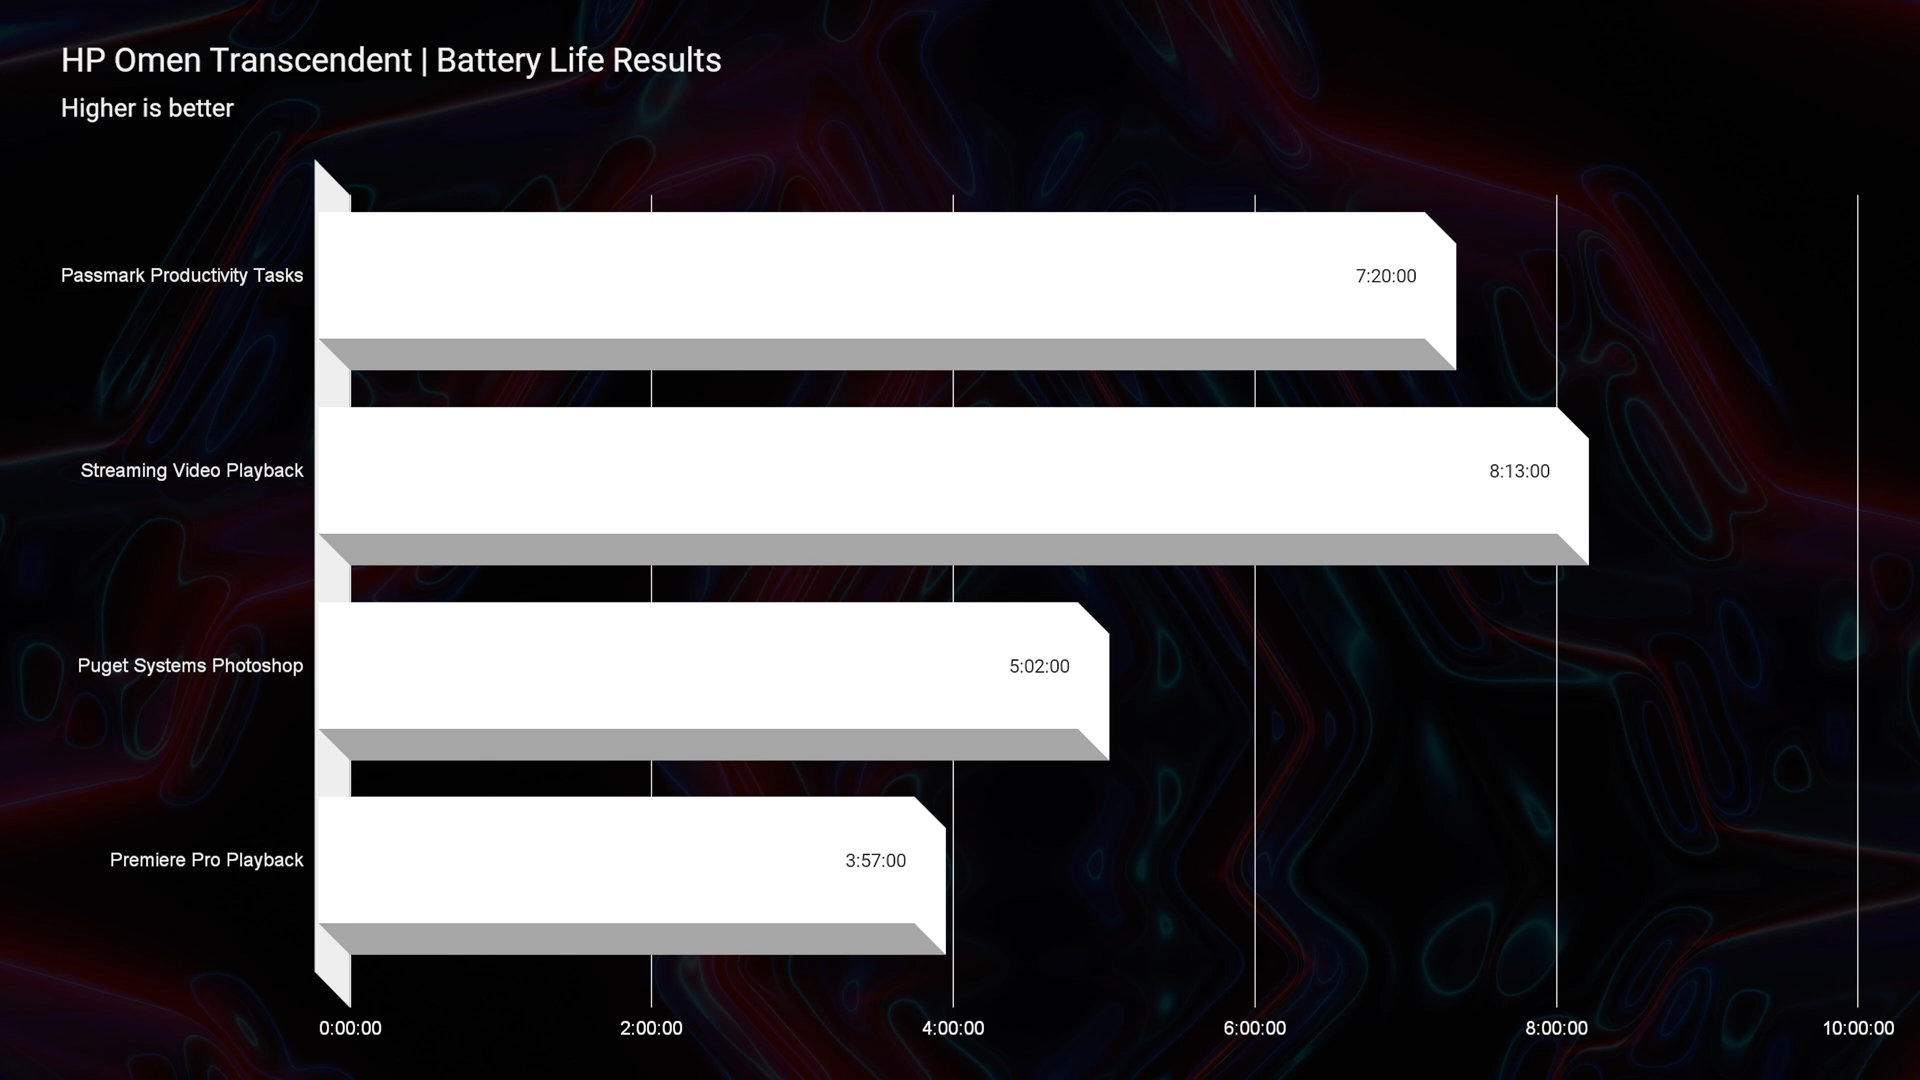 HP Omen Transcendent | Battery Life Results
Higher is better
Passmark Productivity Tasks
7:20:00
Streaming Video Playback
8:13:00
Puget Systems Photoshop
5:02:00
Premiere Pro Playback
3:57:00
0:00:00 2:00:00 4:00:00 6:00:00 8:00:00 10:00:00